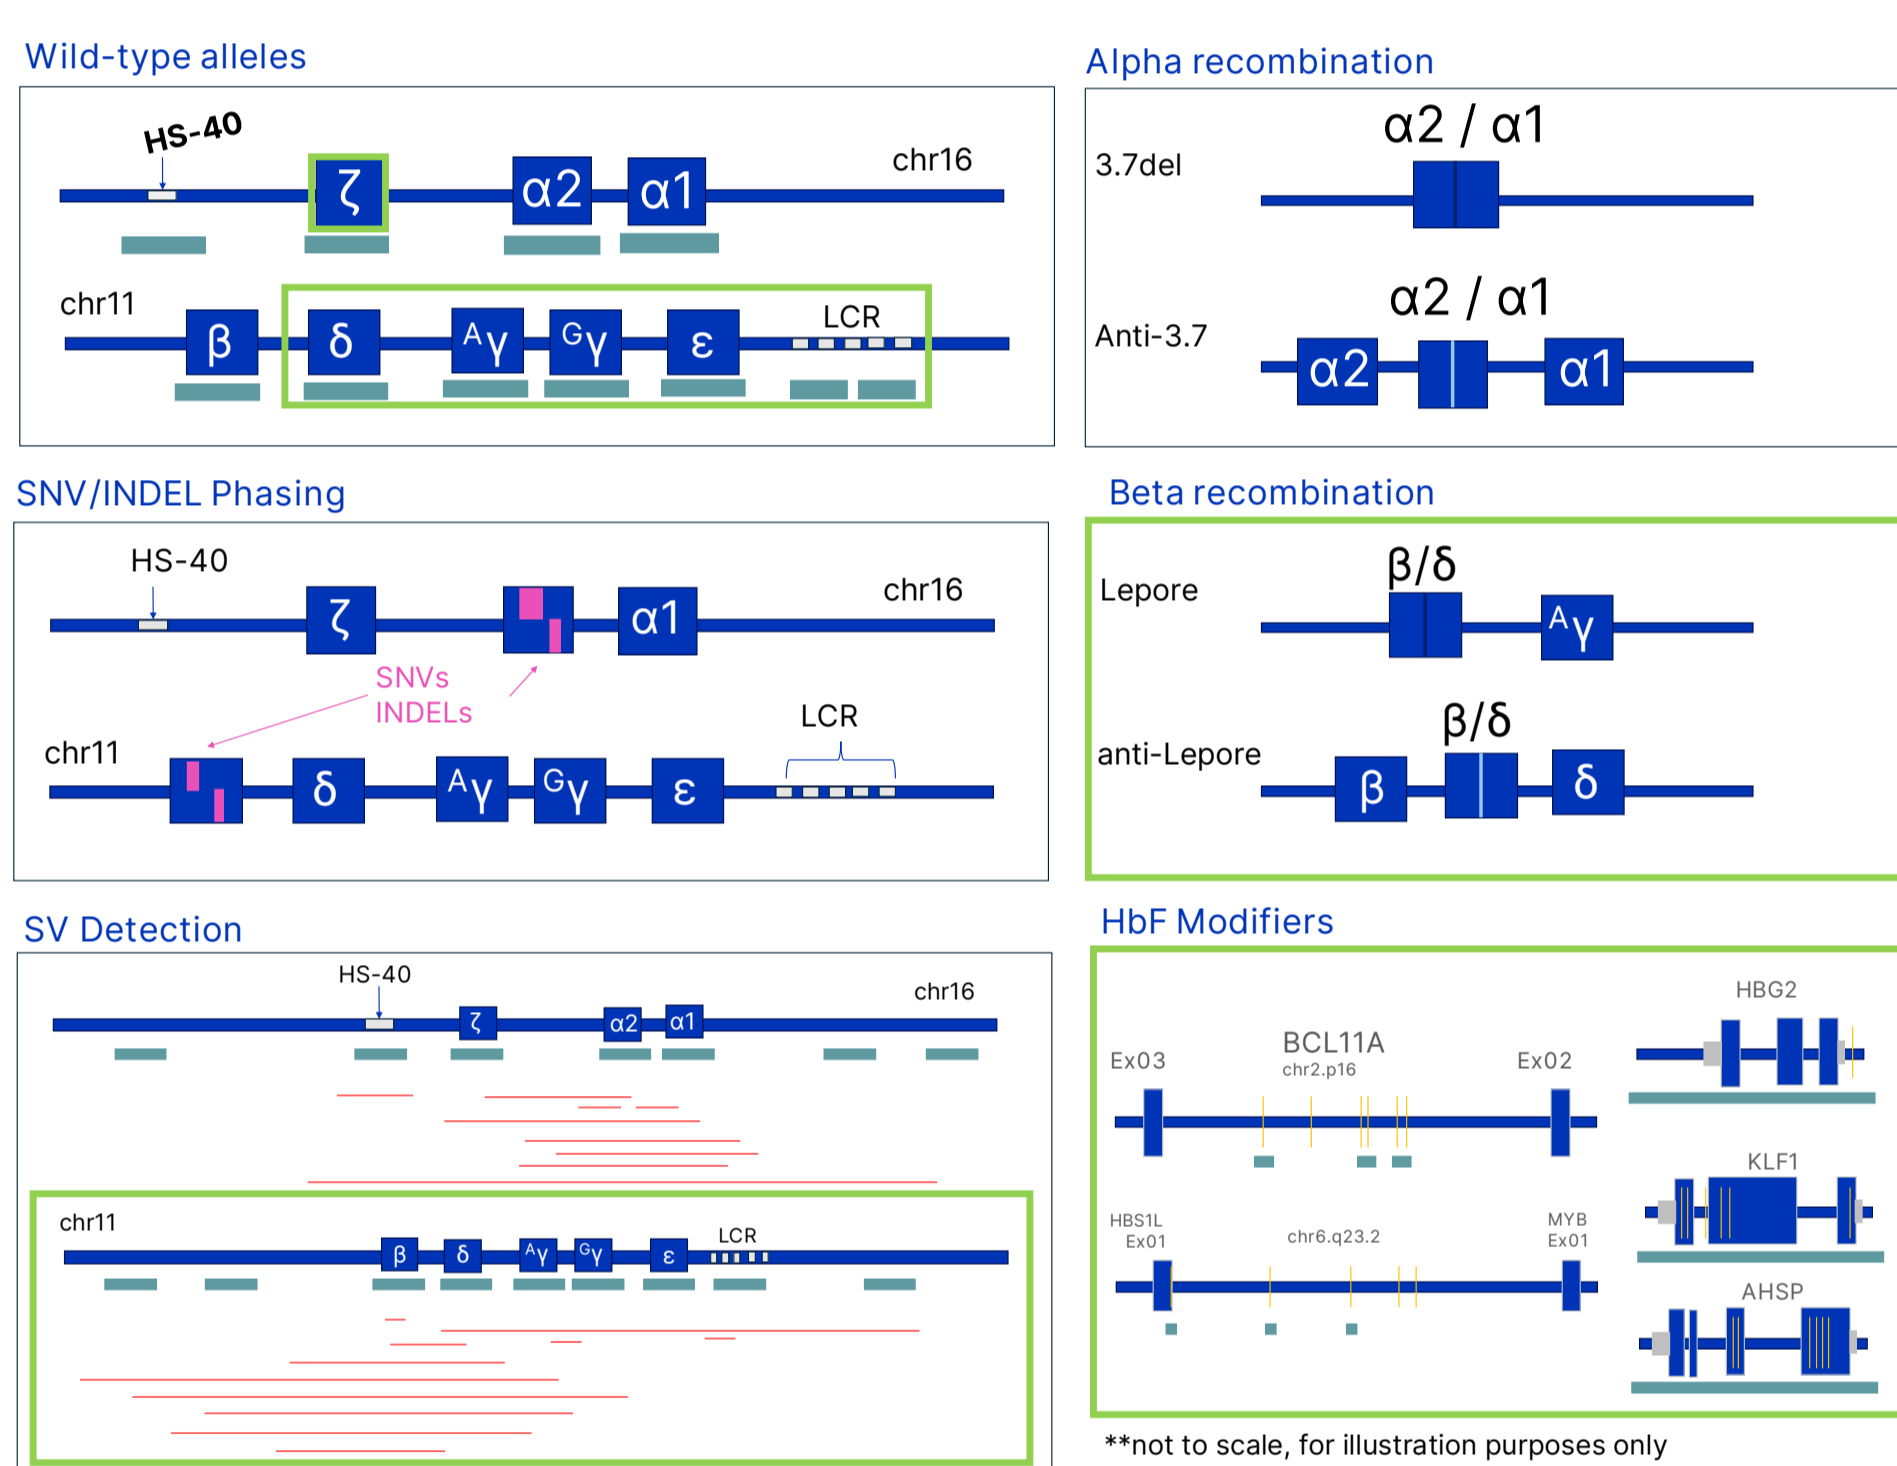 Wild-type alleles
HS-40
chr16
ζ
α2
α1
chr11
LCR
β
δ
Aγ
Gγ
ε
Alpha recombination
α2 / α1
3.7del
α2 / α1
Anti-3.7
α2
α1
SNV/INDEL Phasing
HS-40
chr16
ζ
α1
SNVs
INDELs
LCR
chr11
δ
Aγ
Gγ
ε
Beta recombination
β/δ
Lepore
Aγ
β/δ
anti-Lepore
β
δ
SV Detection
HS-40
chr16
ζ
α2
α1
chr11
LCR
β
δ
Aγ
Gγ
ε
HbF Modifiers
HBG2
BCL11A
chr2.p16
Ex03
Ex02
KLF1
HBS1L
Ex01
chr6.q23.2
MYB
Ex01
AHSP
**not to scale, for illustration purposes only